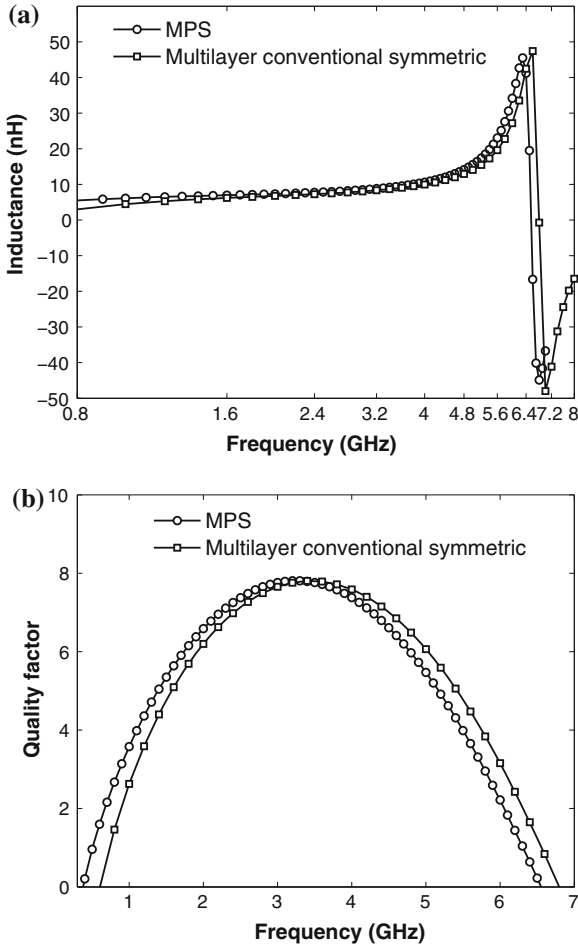 (a)
MPS
Multilayer conventional symmetric
Inductance (nH)
60
50
40
30
20
10
0
−10
−20
−30
−40
−50
0.8 1.6 2.4 3.2 4 4.8 5.6 6.47.2 8
Frequency (GHz)
(b)
MPS
Multilayer conventional symmetric
Quality factor
10
8
6
4
2
0
1 2 3 4 5 6 7
Frequency (GHz)